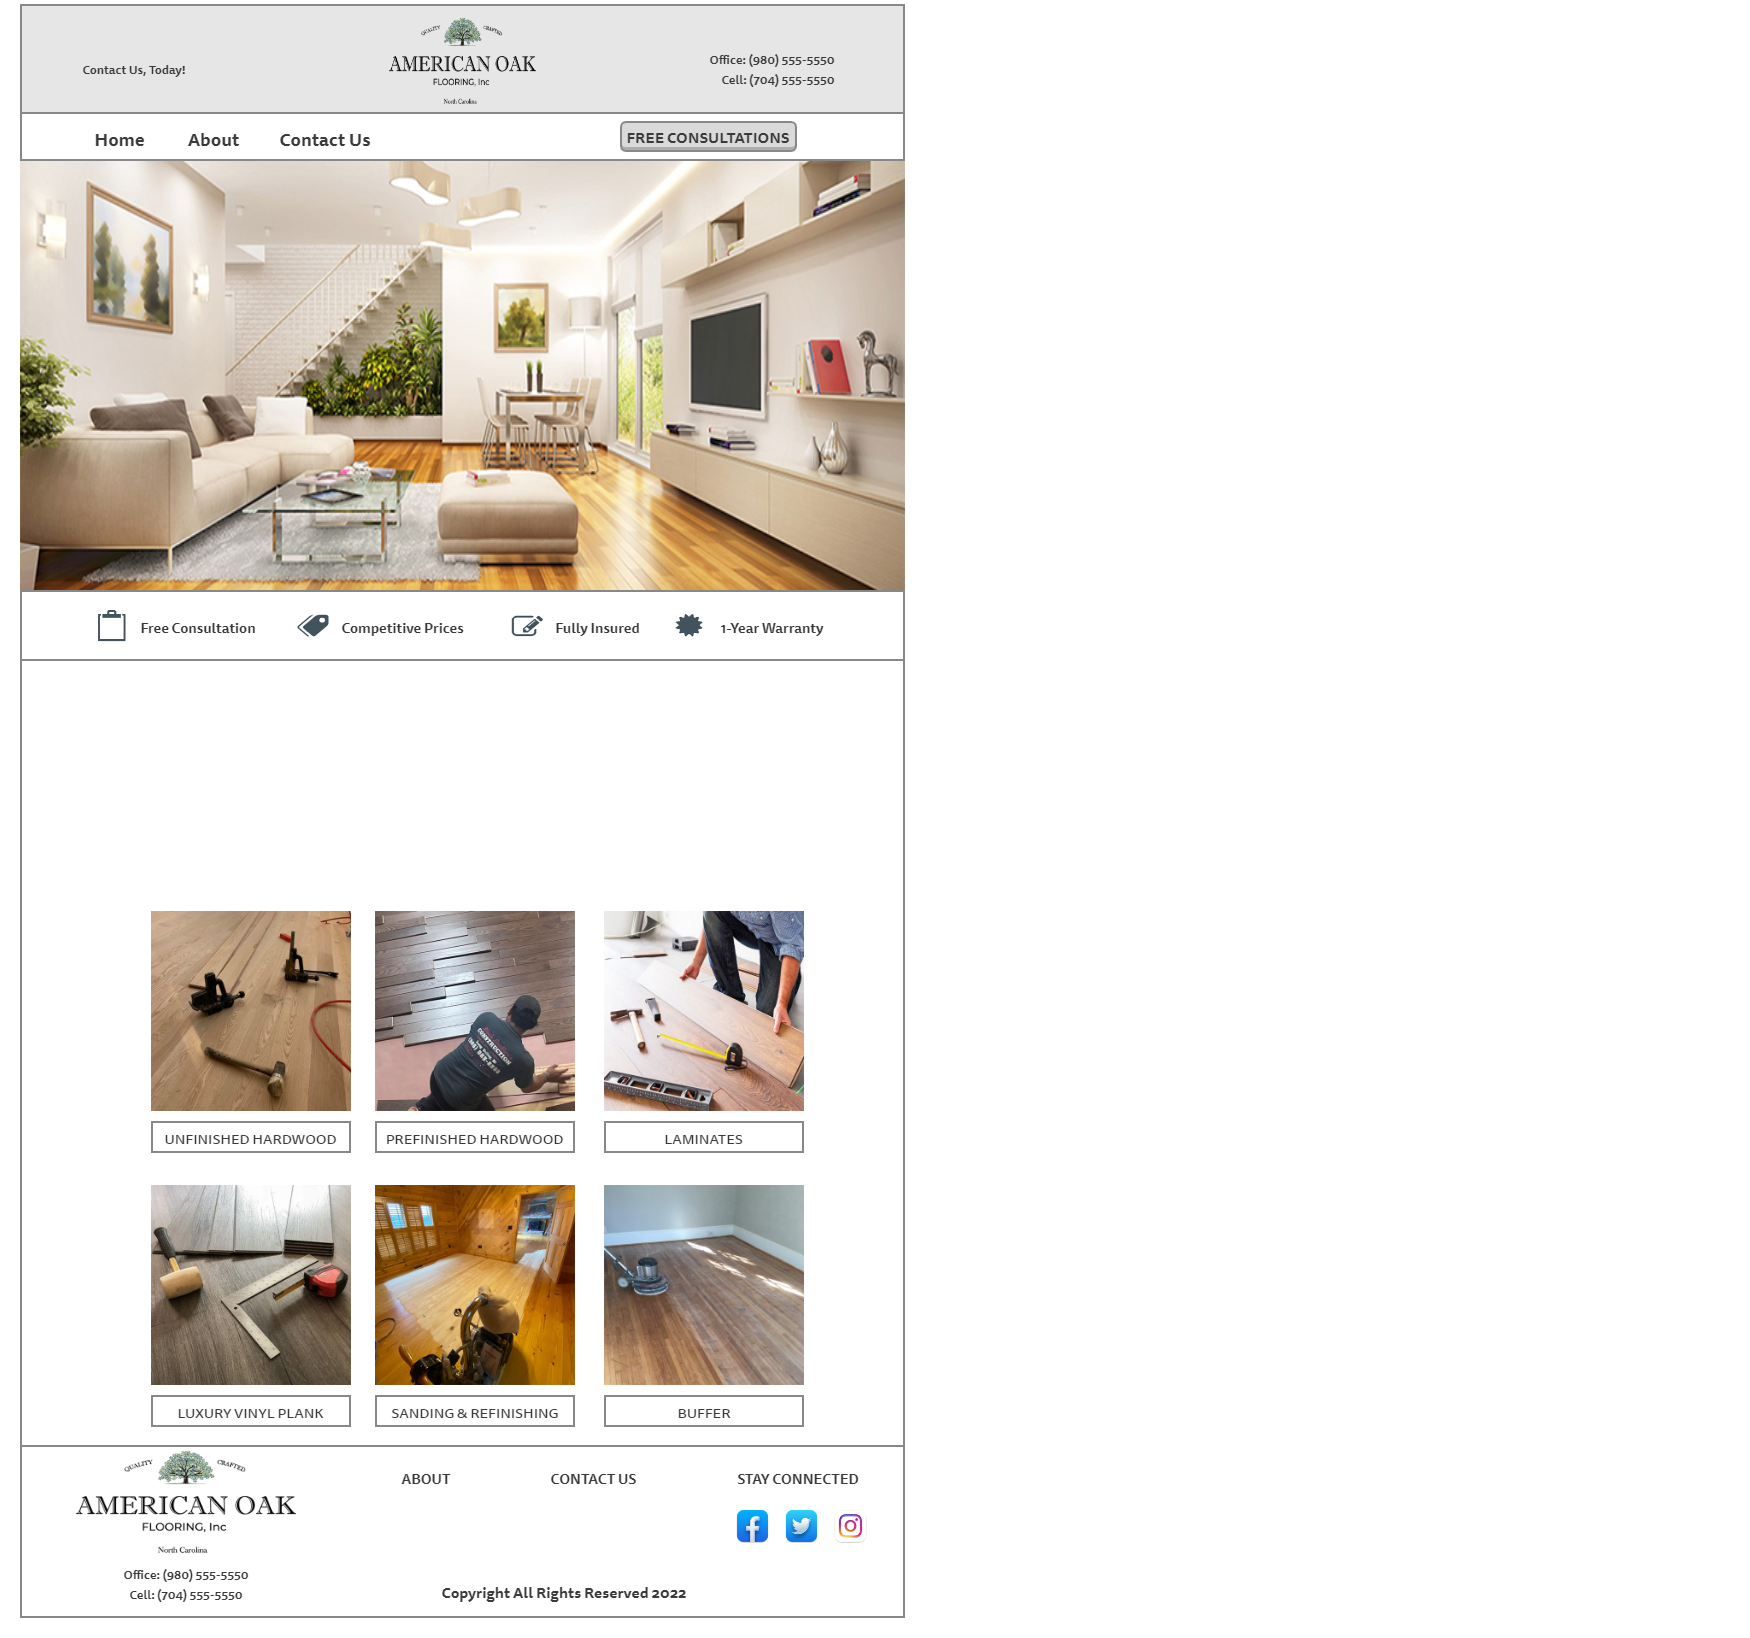 Contact Us, Today!
QUALITY CRAFTED
AMERICAN OAK
FLOORING, Inc
North Carolina
Office: (980) 555-5550
Cell: (704) 555-5550
Home About Contact Us FREE CONSULTATIONS
Free Consultation Competitive Prices Fully Insured 1-Year Warranty
CONSTRUCTION
UNFINISHED HARDWOOD PREFINISHED HARDWOOD LAMINATES
LUXURY VINYL PLANK SANDING & REFINISHING BUFFER
QUALITY CRAFTED
AMERICAN OAK
FLOORING, Inc
North Carolina
Office: (980) 555-5550
Cell: (704) 555-5550
ABOUT CONTACT US STAY CONNECTED
Copyright All Rights Reserved 2022